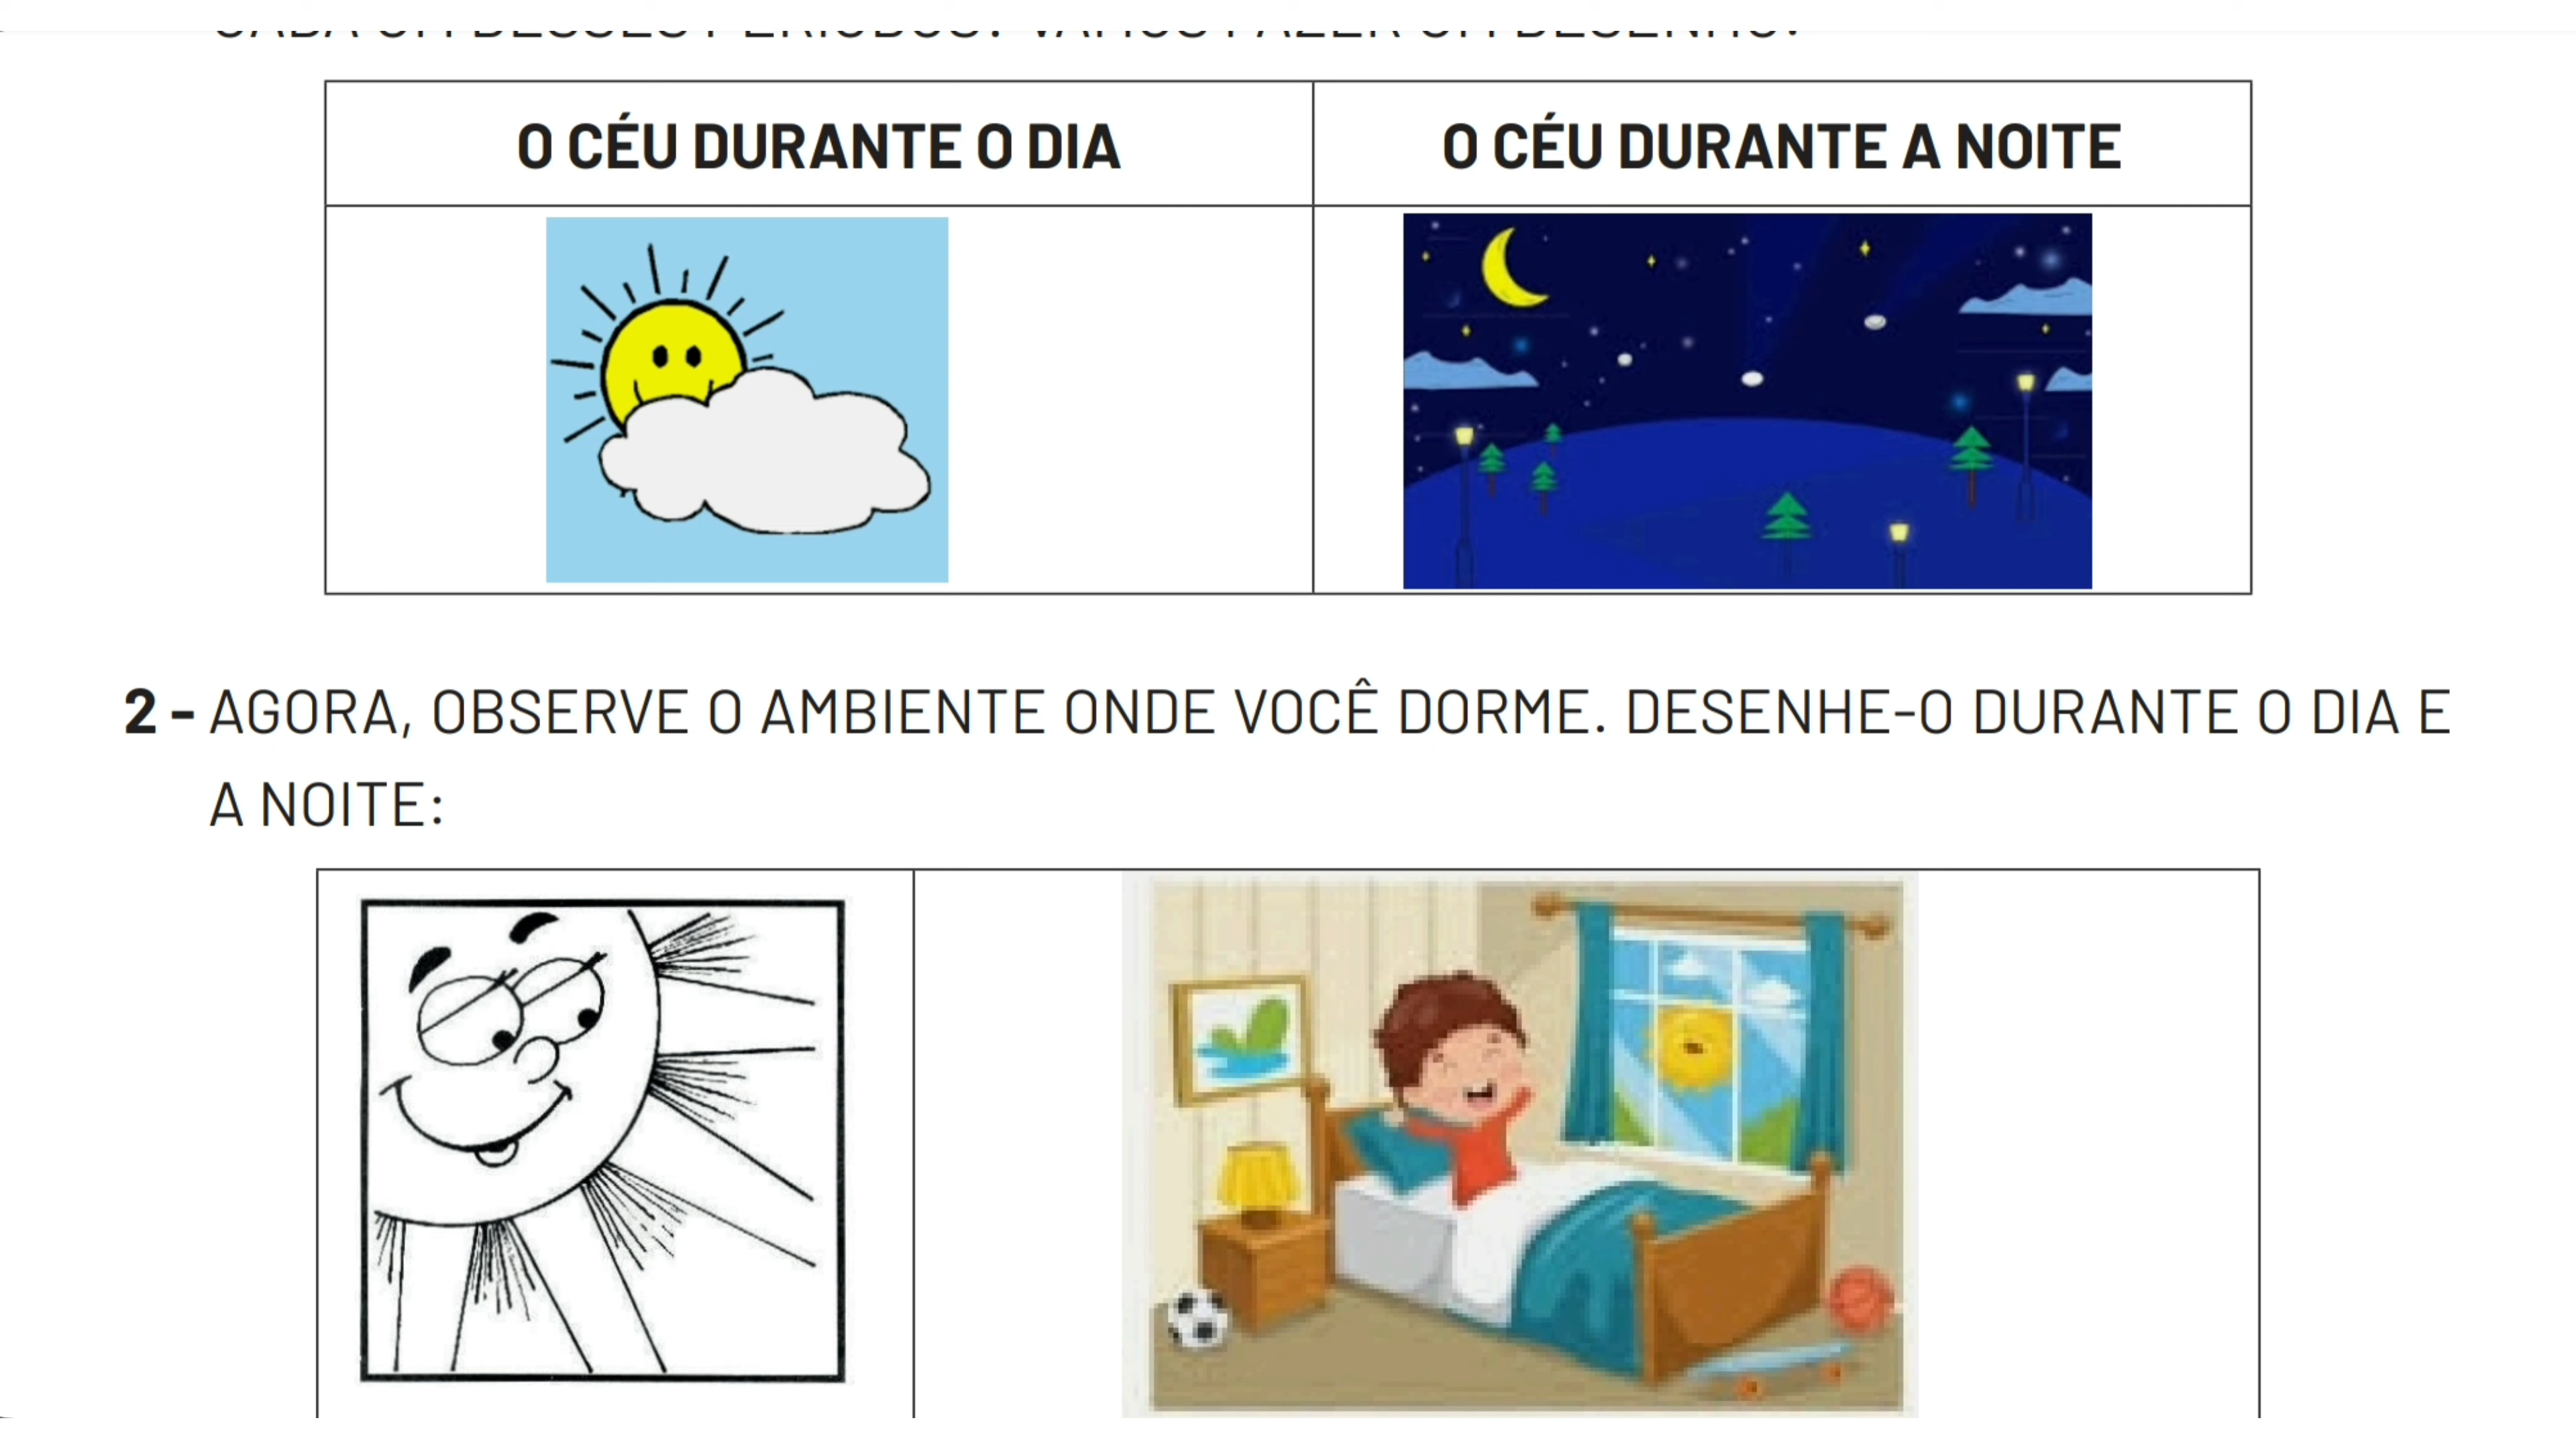 O CÉU DURANTE O DIA
O CÉU DURANTE A NOITE
2 - AGORA, OBSERVE O AMBIENTE ONDE VOCÊ DORME. DESENHE-O DURANTE O DIA E
A NOITE: